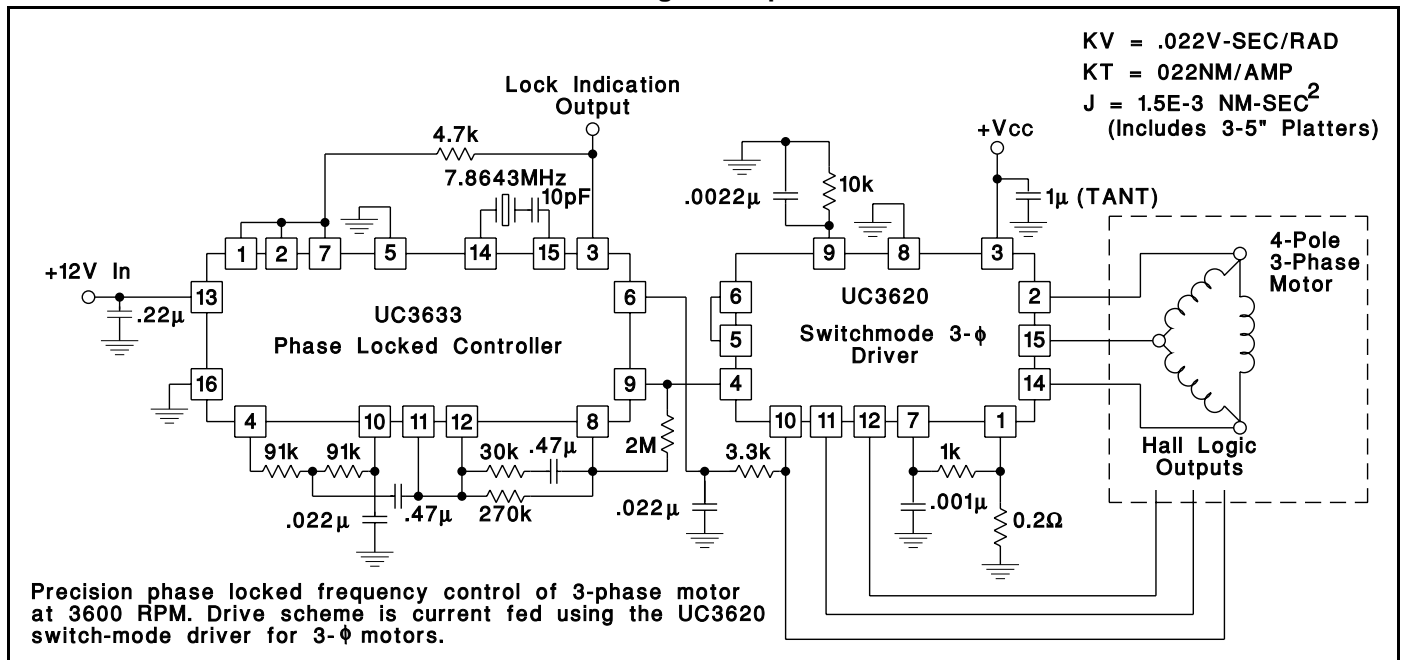 KV = .022V-SEC/RAD
KT = 022NM/AMP
J = 1.5E-3 NM-SEC2
(Includes 3-5" Platters)
Lock Indication
Output
4.7k
7.8643MHz
10pF
+Vcc
.0022μ
10k
1μ (TANT)
1
2
7
5
14
15
3
9
8
3
4-Pole
3-Phase
Motor
+12V In
13
.22μ
UC3633
Phase Locked Controller
6
6
UC3620
Switchmode 3-ϕ
Driver
2
5
15
16
9
4
14
4
10
11
12
8
10
11
12
7
1
91k
91k
30k
.47μ
2M
3.3k
1k
Hall Logic
Outputs
.022μ
.47μ
270k
.022μ
.001μ
0.2Ω
Precision phase locked frequency control of 3-phase motor
at 3600 RPM. Drive scheme is current fed using the UC3620
switch-mode driver for 3-ϕ motors.